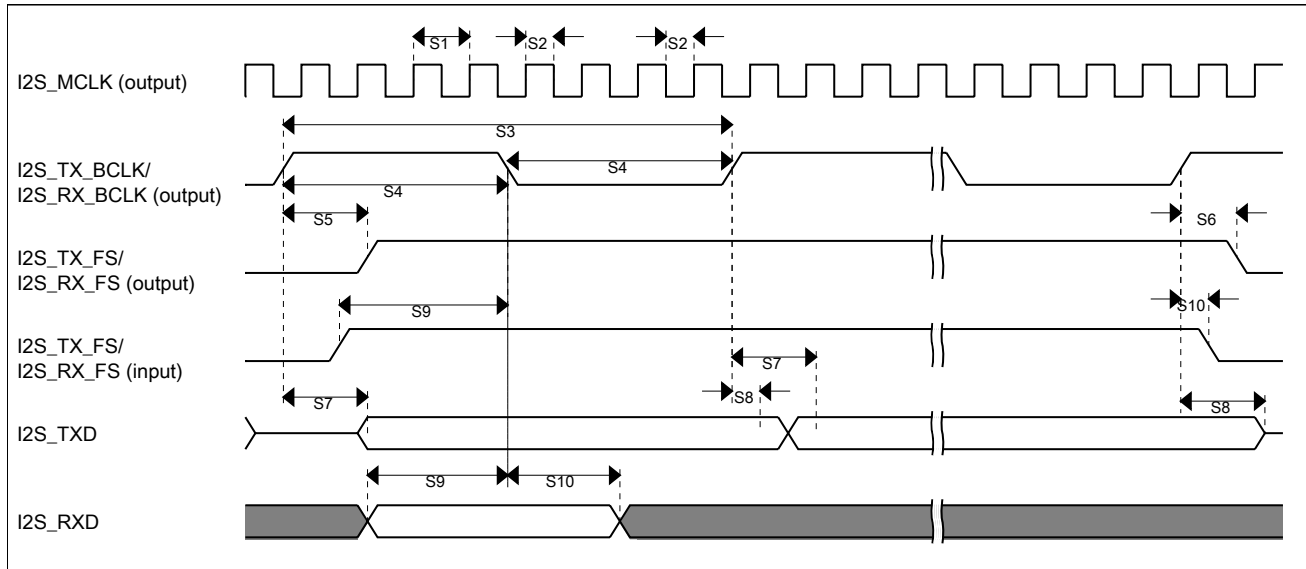 S1 S2 S2
I2S_MCLK (output)
S3
I2S_TX_BCLK/
I2S_RX_BCLK (output)
S4
S4
S5
S6
I2S_TX_FS/
I2S_RX_FS (output)
S9
S10
I2S_TX_FS/
I2S_RX_FS (input)
S7
S7
S8
S8
I2S_TXD
S9 S10
I2S_RXD